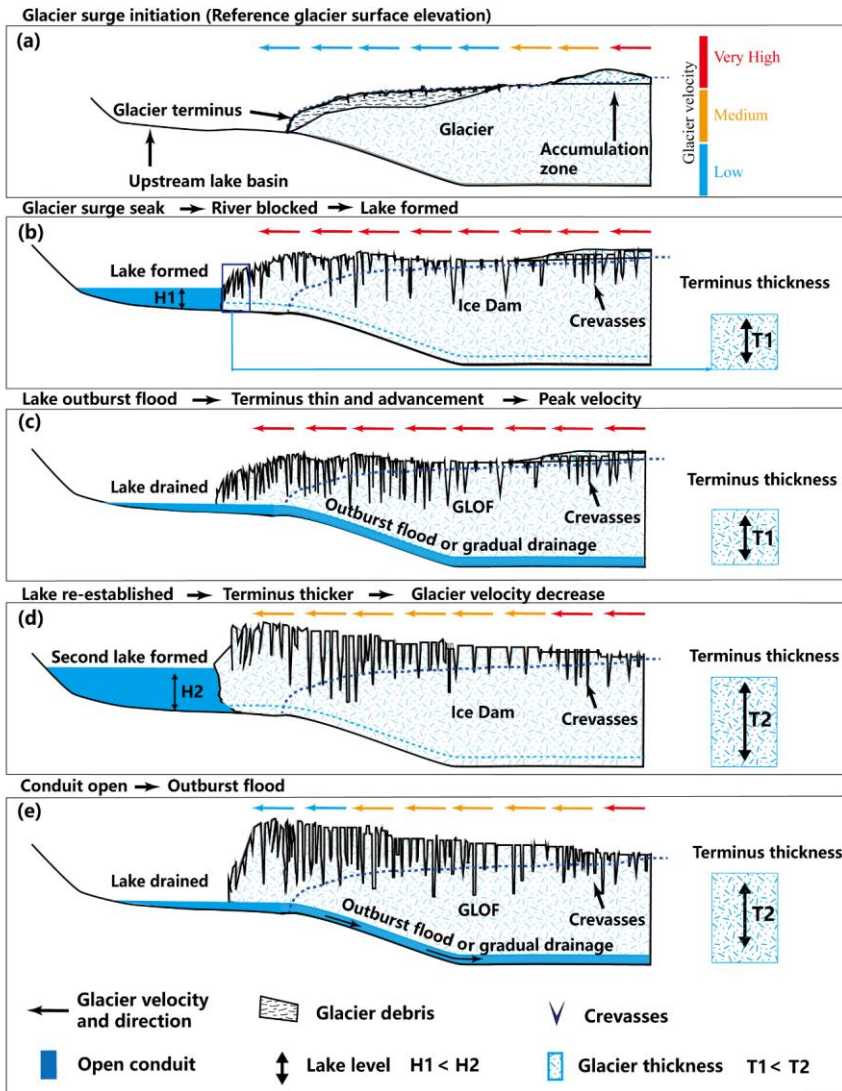 Glacier surge initiation (Reference glacier surface elevation)
(a)
Glacier terminus
Glacier
Upstream lake basin
Accumulation
zone
Glacier velocity
Very High
Medium
Low
Glacier surge seak → River blocked → Lake formed
(b)
Lake formed
H1
Ice Dam
Crevasses
Terminus thickness
T1
Lake outburst flood → Terminus thin and advancement → Peak velocity
(c)
Lake drained
GLOF
Outburst flood or gradual drainage
Crevasses
Terminus thickness
T1
Lake re-established → Terminus thicker → Glacier velocity decrease
(d)
Second lake formed
H2
Ice Dam
Crevasses
Terminus thickness
T2
Conduit open → Outburst flood
(e)
Lake drained
GLOF
Outburst flood or gradual drainage
Crevasses
Terminus thickness
T2
Glacier velocity
and direction
Glacier debris
Crevasses
Open conduit
Lake level H1 < H2
Glacier thickness T1 < T2